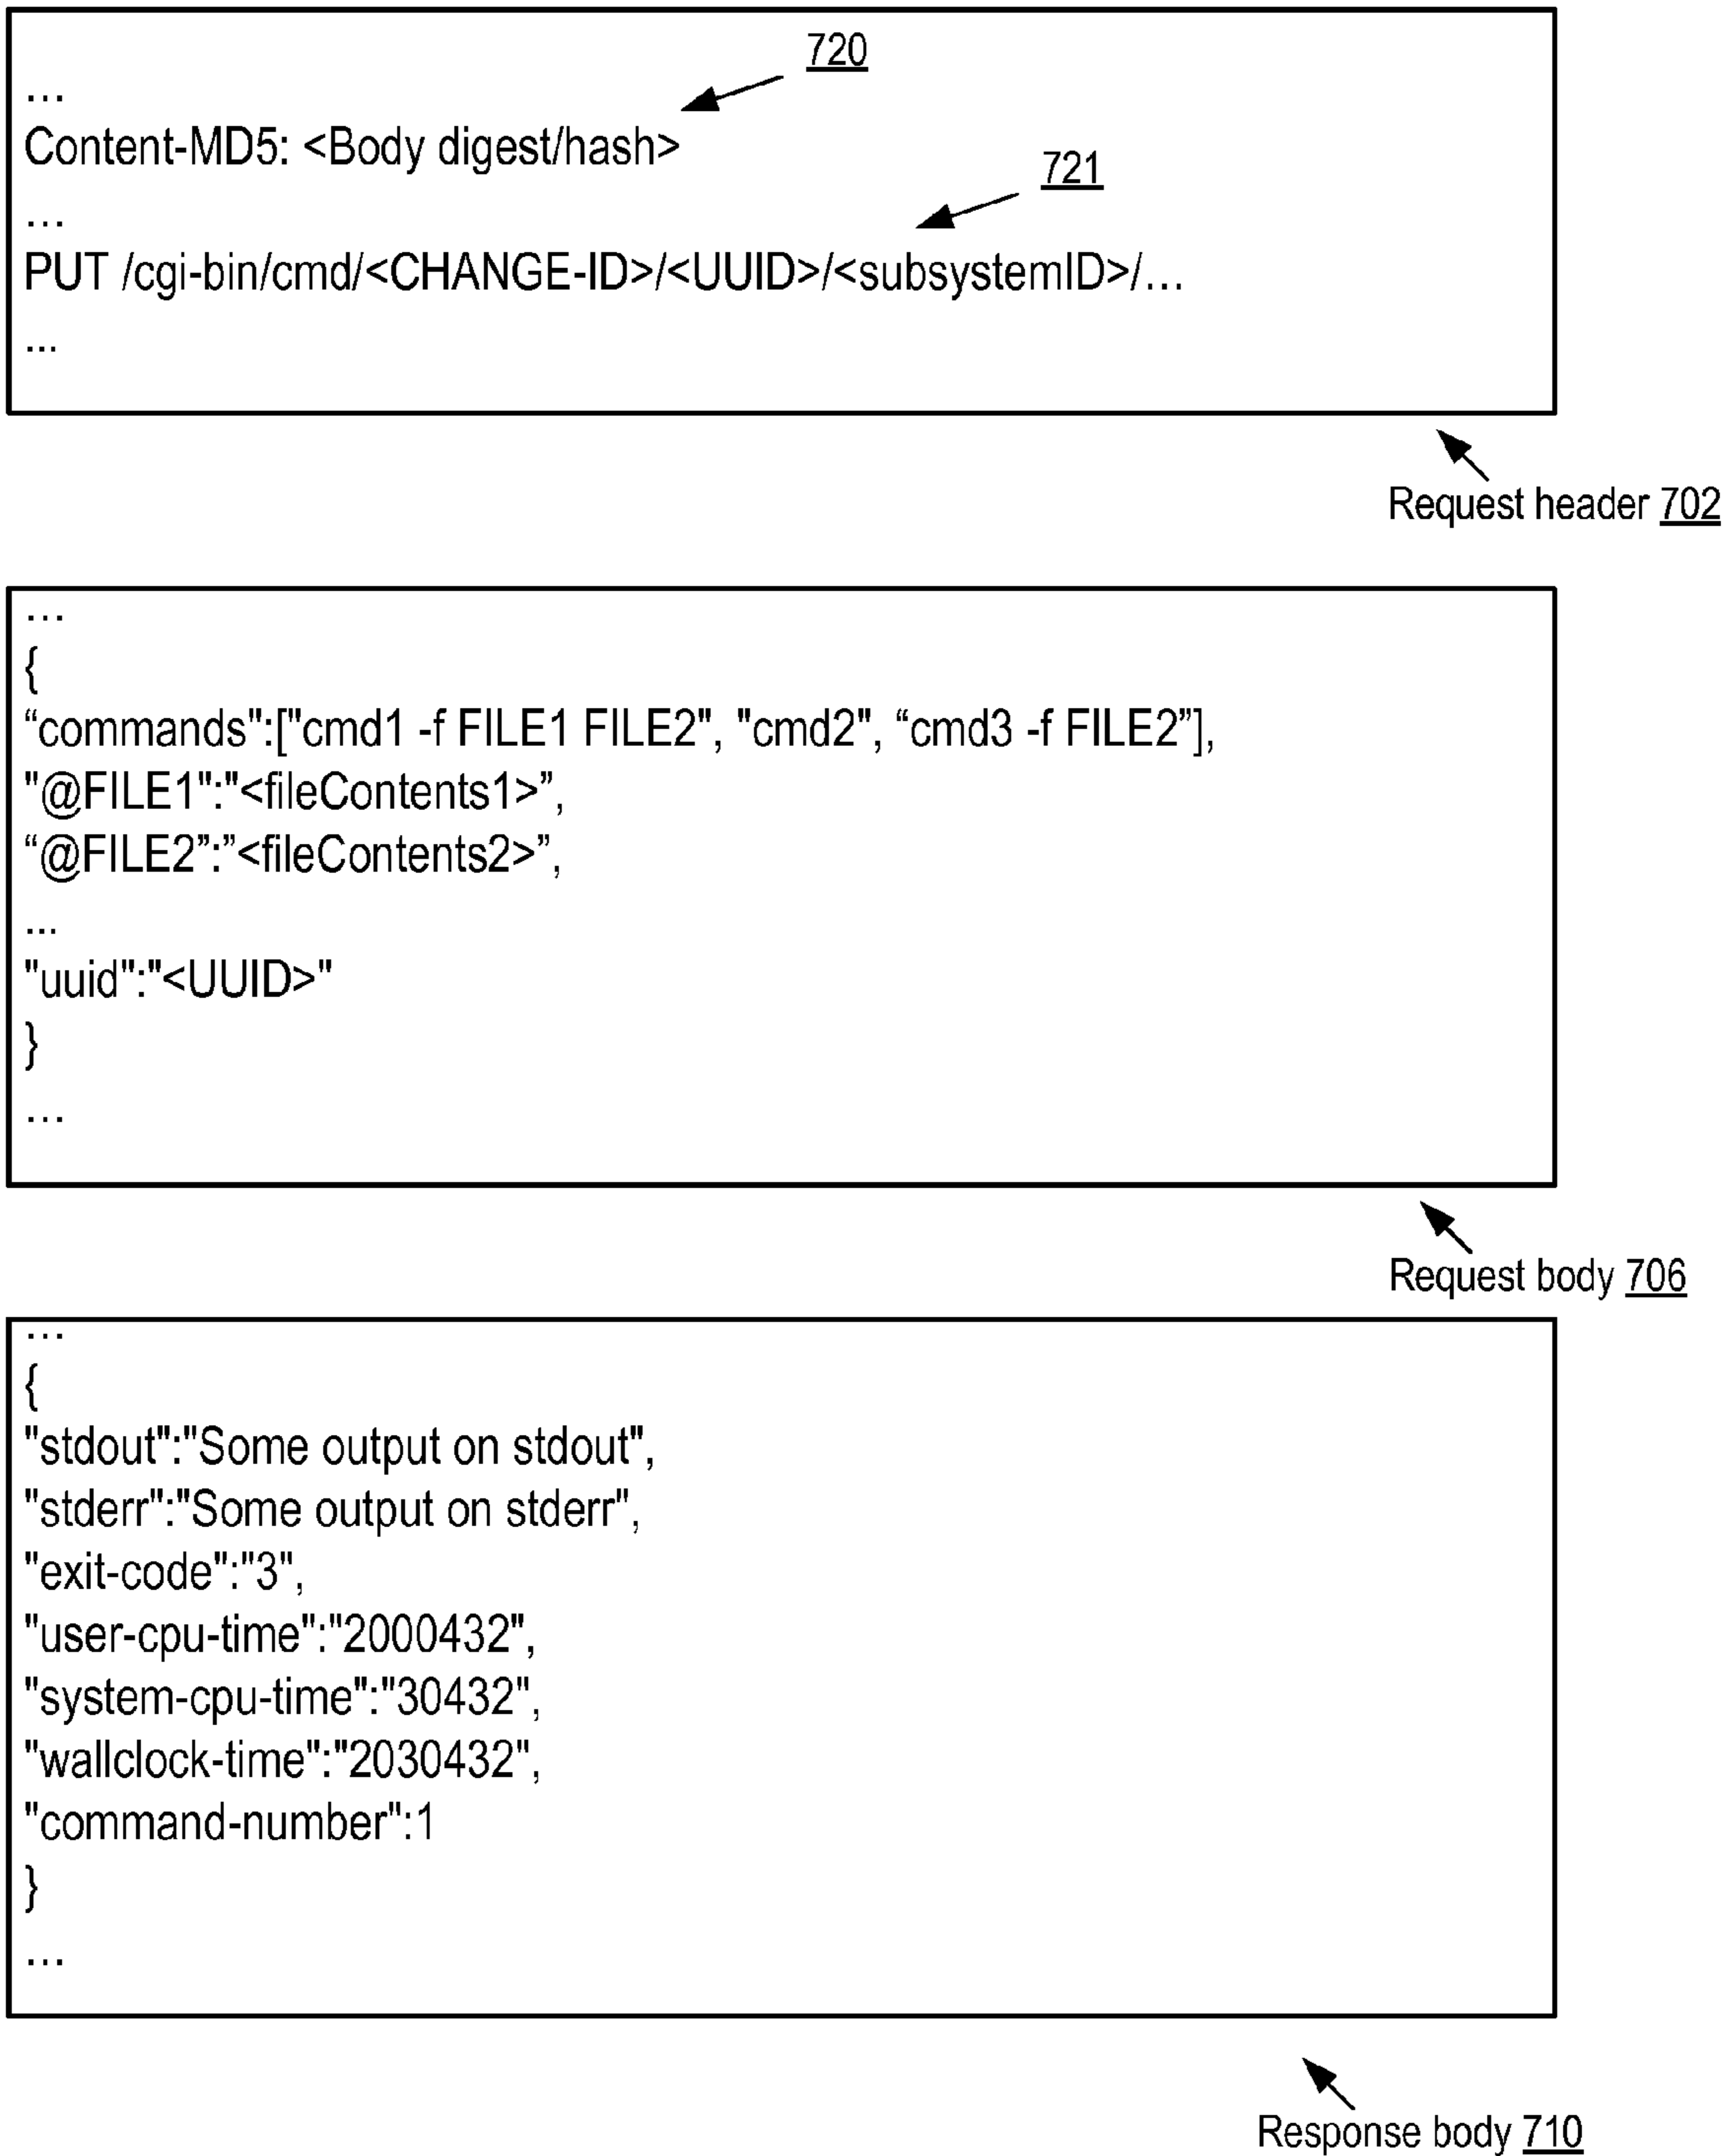 720
…
Content-MD5: <Body digest/hash>
721
…
PUT /cgi-bin/cmd/<CHANGE-ID>/<UUID>/<subsystemID>/…
...
Request header 702
…
{
“commands":["cmd1 -f FILE1 FILE2", "cmd2", “cmd3 -f FILE2”],
"@FILE1":"<fileContents1>”,
“@FILE2”:”<fileContents2>”,
...
"uuid":"<UUID>"
}
…
Request body 706
…
{
"stdout":"Some output on stdout",
"stderr":"Some output on stderr",
"exit-code":"3",
"user-cpu-time":"2000432",
"system-cpu-time":"30432",
"wallclock-time":"2030432",
"command-number":1
}
…
Response body 710